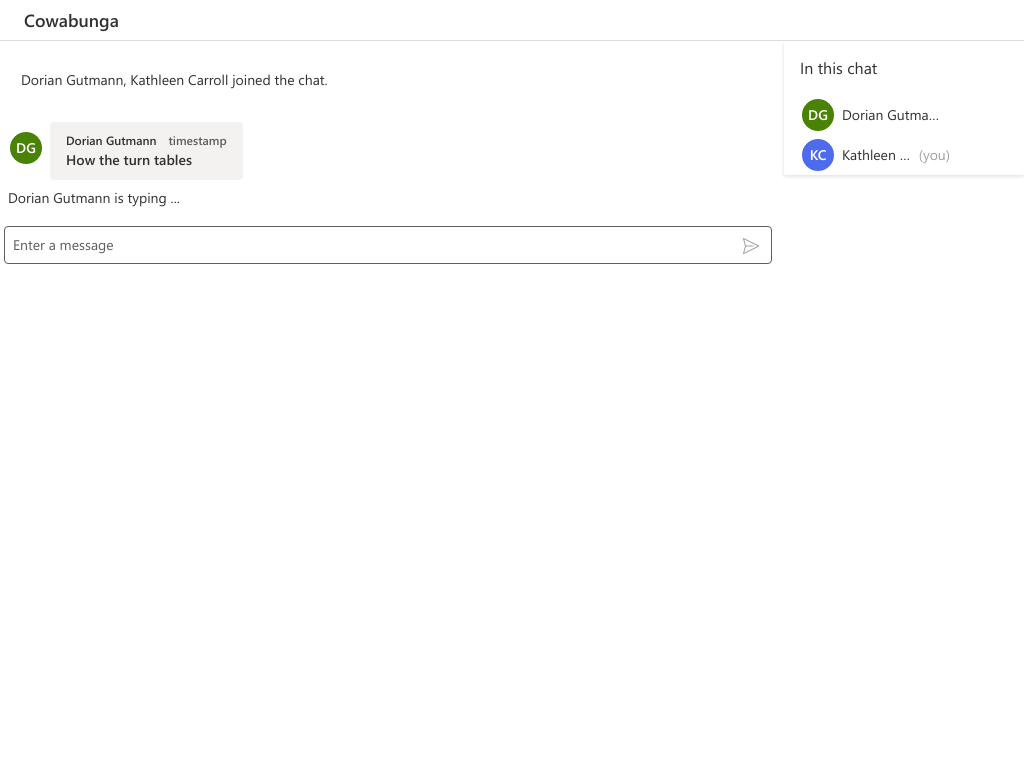 Cowabunga
Dorian Gutmann, Kathleen Carroll joined the chat.
DG
Dorian Gutmann timestamp
How the turn tables
Dorian Gutmann is typing ...
Enter a message
In this chat
DG Dorian Gutma...
KC Kathleen ... (you)